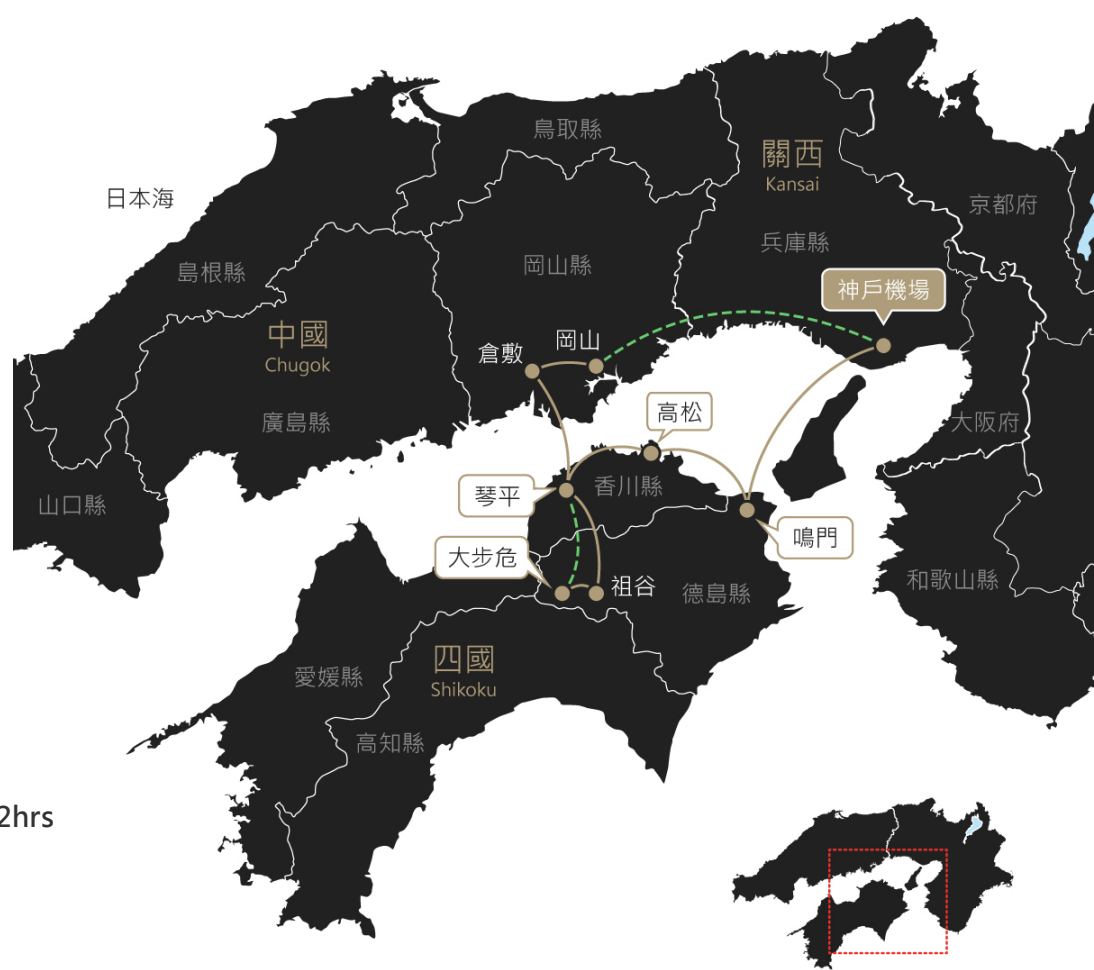 鳥取縣
關西
Kansai
日本海
京都府
兵庫縣
島根縣
岡山縣
神戶機場
中國
Chugok
岡山
倉敷
高松
廣島縣
大阪府
琴平
香川縣
山口縣
鳴門
大步危
祖谷
德島縣
和歌山縣
四國
Shikoku
愛媛縣
高知縣
2hrs